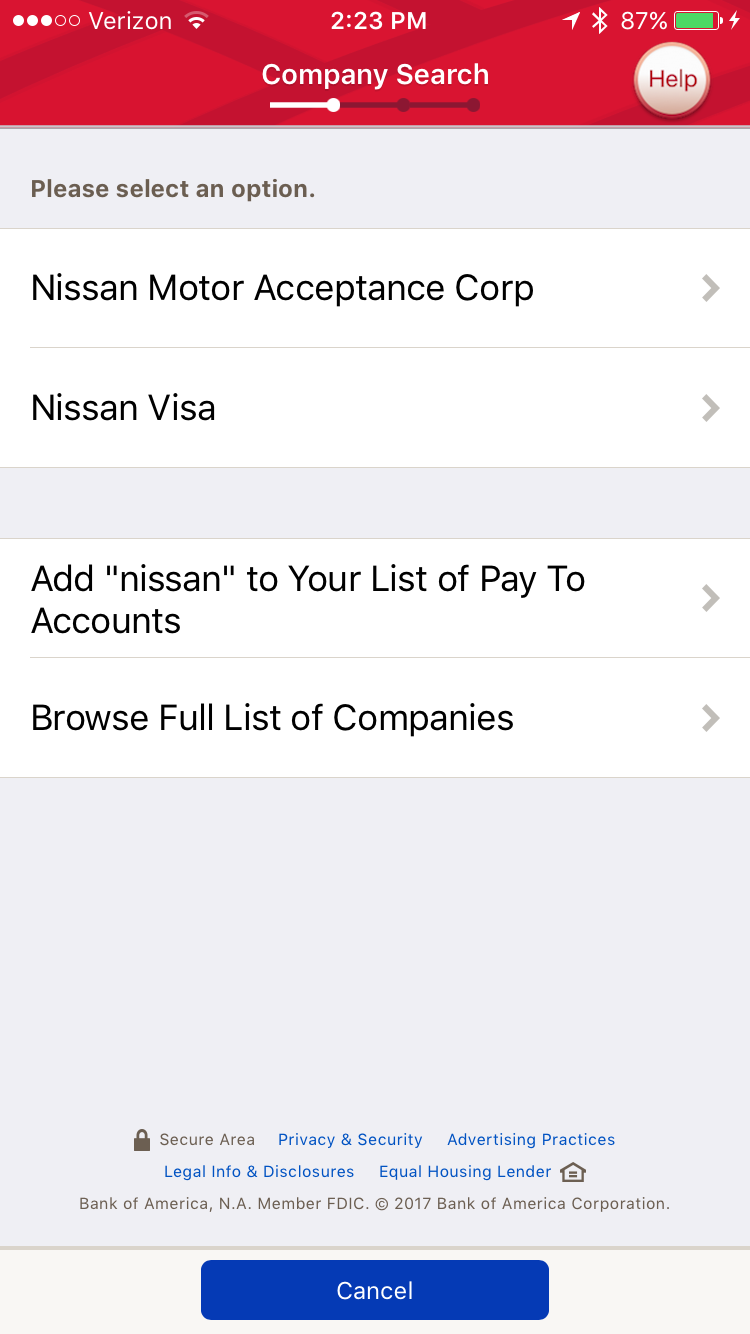 Verizon 2:23 PM 87%
Company Search
Help
Please select an option.
Nissan Motor Acceptance Corp
Nissan Visa
Add "nissan" to Your List of Pay To
Accounts
Browse Full List of Companies
Secure Area Privacy & Security Advertising Practices
Legal Info & Disclosures Equal Housing Lender
Bank of America, N.A. Member FDIC. © 2017 Bank of America Corporation.
Cancel